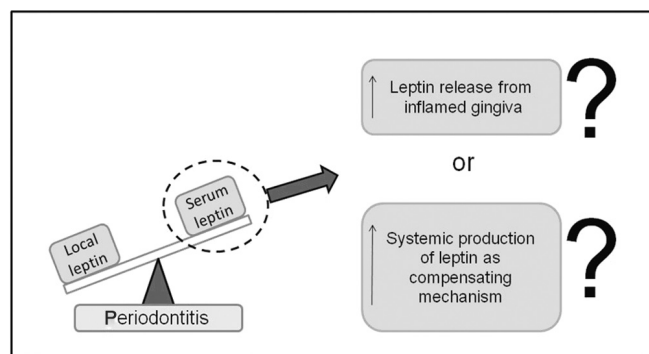 Leptin release from
inflamed gingiva
?
or
Serum
leptin
Local
leptin
Systemic production
of leptin as
compensating
mechanism
?
Periodontitis